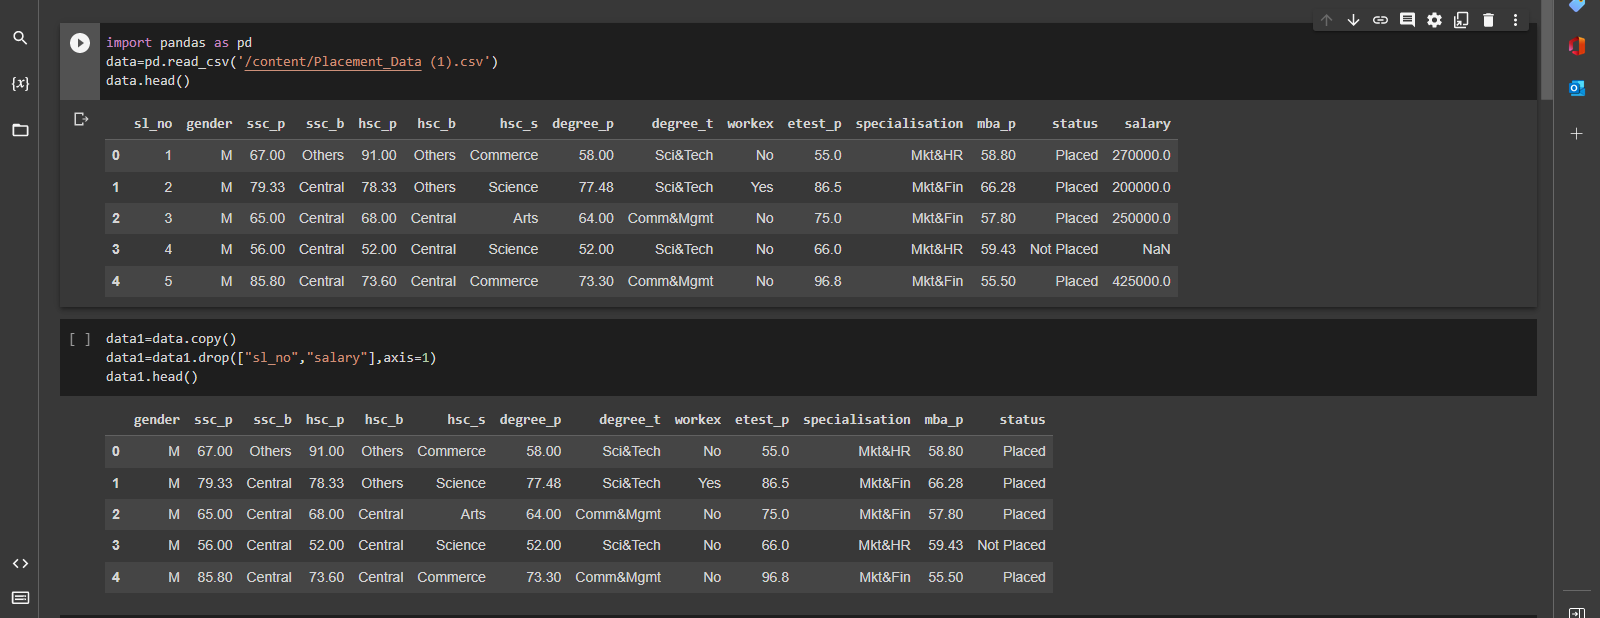 import pandas as pd
data=pd.read_csv('/content/Placement_Data (1).csv')
data.head()
sl_no gender ssc_p ssc_b hsc_p hsc_b hsc_s degree_p degree_t workex etest_p specialisation mba_p status salary
0 1 M 67.00 Others 91.00 Others Commerce 58.00 Sci&Tech No 55.0 Mkt&HR 58.80 Placed 270000.0
1 2 M 79.33 Central 78.33 Others Science 77.48 Sci&Tech Yes 86.5 Mkt&Fin 66.28 Placed 200000.0
2 3 M 65.00 Central 68.00 Central Arts 64.00 Comm&Mgmt No 75.0 Mkt&Fin 57.80 Placed 250000.0
3 4 M 56.00 Central 52.00 Central Science 52.00 Sci&Tech No 66.0 Mkt&HR 59.43 Not Placed NaN
4 5 M 85.80 Central 73.60 Central Commerce 73.30 Comm&Mgmt No 96.8 Mkt&Fin 55.50 Placed 425000.0
[ ] data1=data.copy()
data1=data1.drop(["sl_no","salary"],axis=1)
data1.head()
gender ssc_p ssc_b hsc_p hsc_b hsc_s degree_p degree_t workex etest_p specialisation mba_p status
0 M 67.00 Others 91.00 Others Commerce 58.00 Sci&Tech No 55.0 Mkt&HR 58.80 Placed
1 M 79.33 Central 78.33 Others Science 77.48 Sci&Tech Yes 86.5 Mkt&Fin 66.28 Placed
2 M 65.00 Central 68.00 Central Arts 64.00 Comm&Mgmt No 75.0 Mkt&Fin 57.80 Placed
3 M 56.00 Central 52.00 Central Science 52.00 Sci&Tech No 66.0 Mkt&HR 59.43 Not Placed
4 M 85.80 Central 73.60 Central Commerce 73.30 Comm&Mgmt No 96.8 Mkt&Fin 55.50 Placed